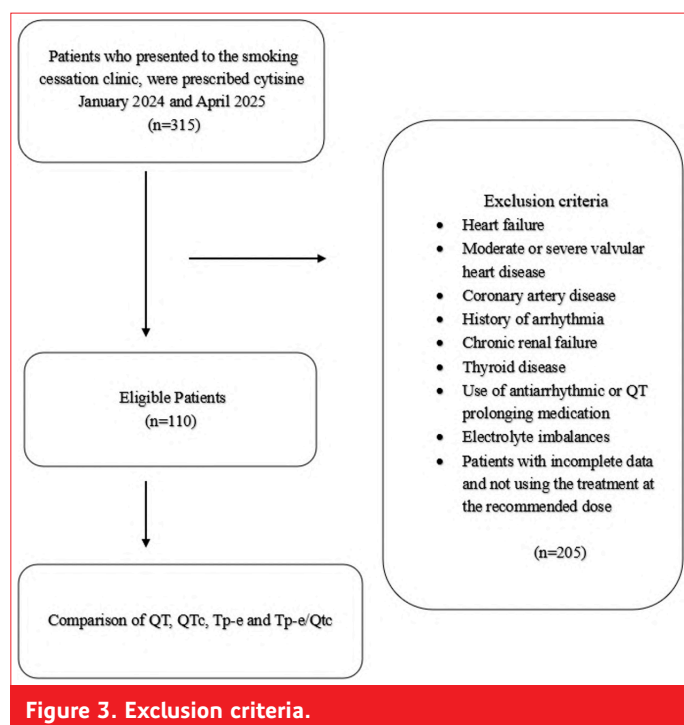 Patients who presented to the smoking
cessation clinic, were prescribed cytisine
January 2024 and April 2025
(n=315)
Exclusion criteria
• Heart failure
• Moderate or severe valvular
heart disease
• Coronary artery disease
• History of arrhythmia
• Chronic renal failure
• Thyroid disease
• Use of antiarrhythmic or QT
prolonging medication
• Electrolyte imbalances
• Patients with incomplete data
and not using the treatment at
the recommended dose
(n=205)
Eligible Patients
(n=110)
Comparison of QT, QTc, Tp-e and Tp-e/Qtc
Figure 3. Exclusion criteria.